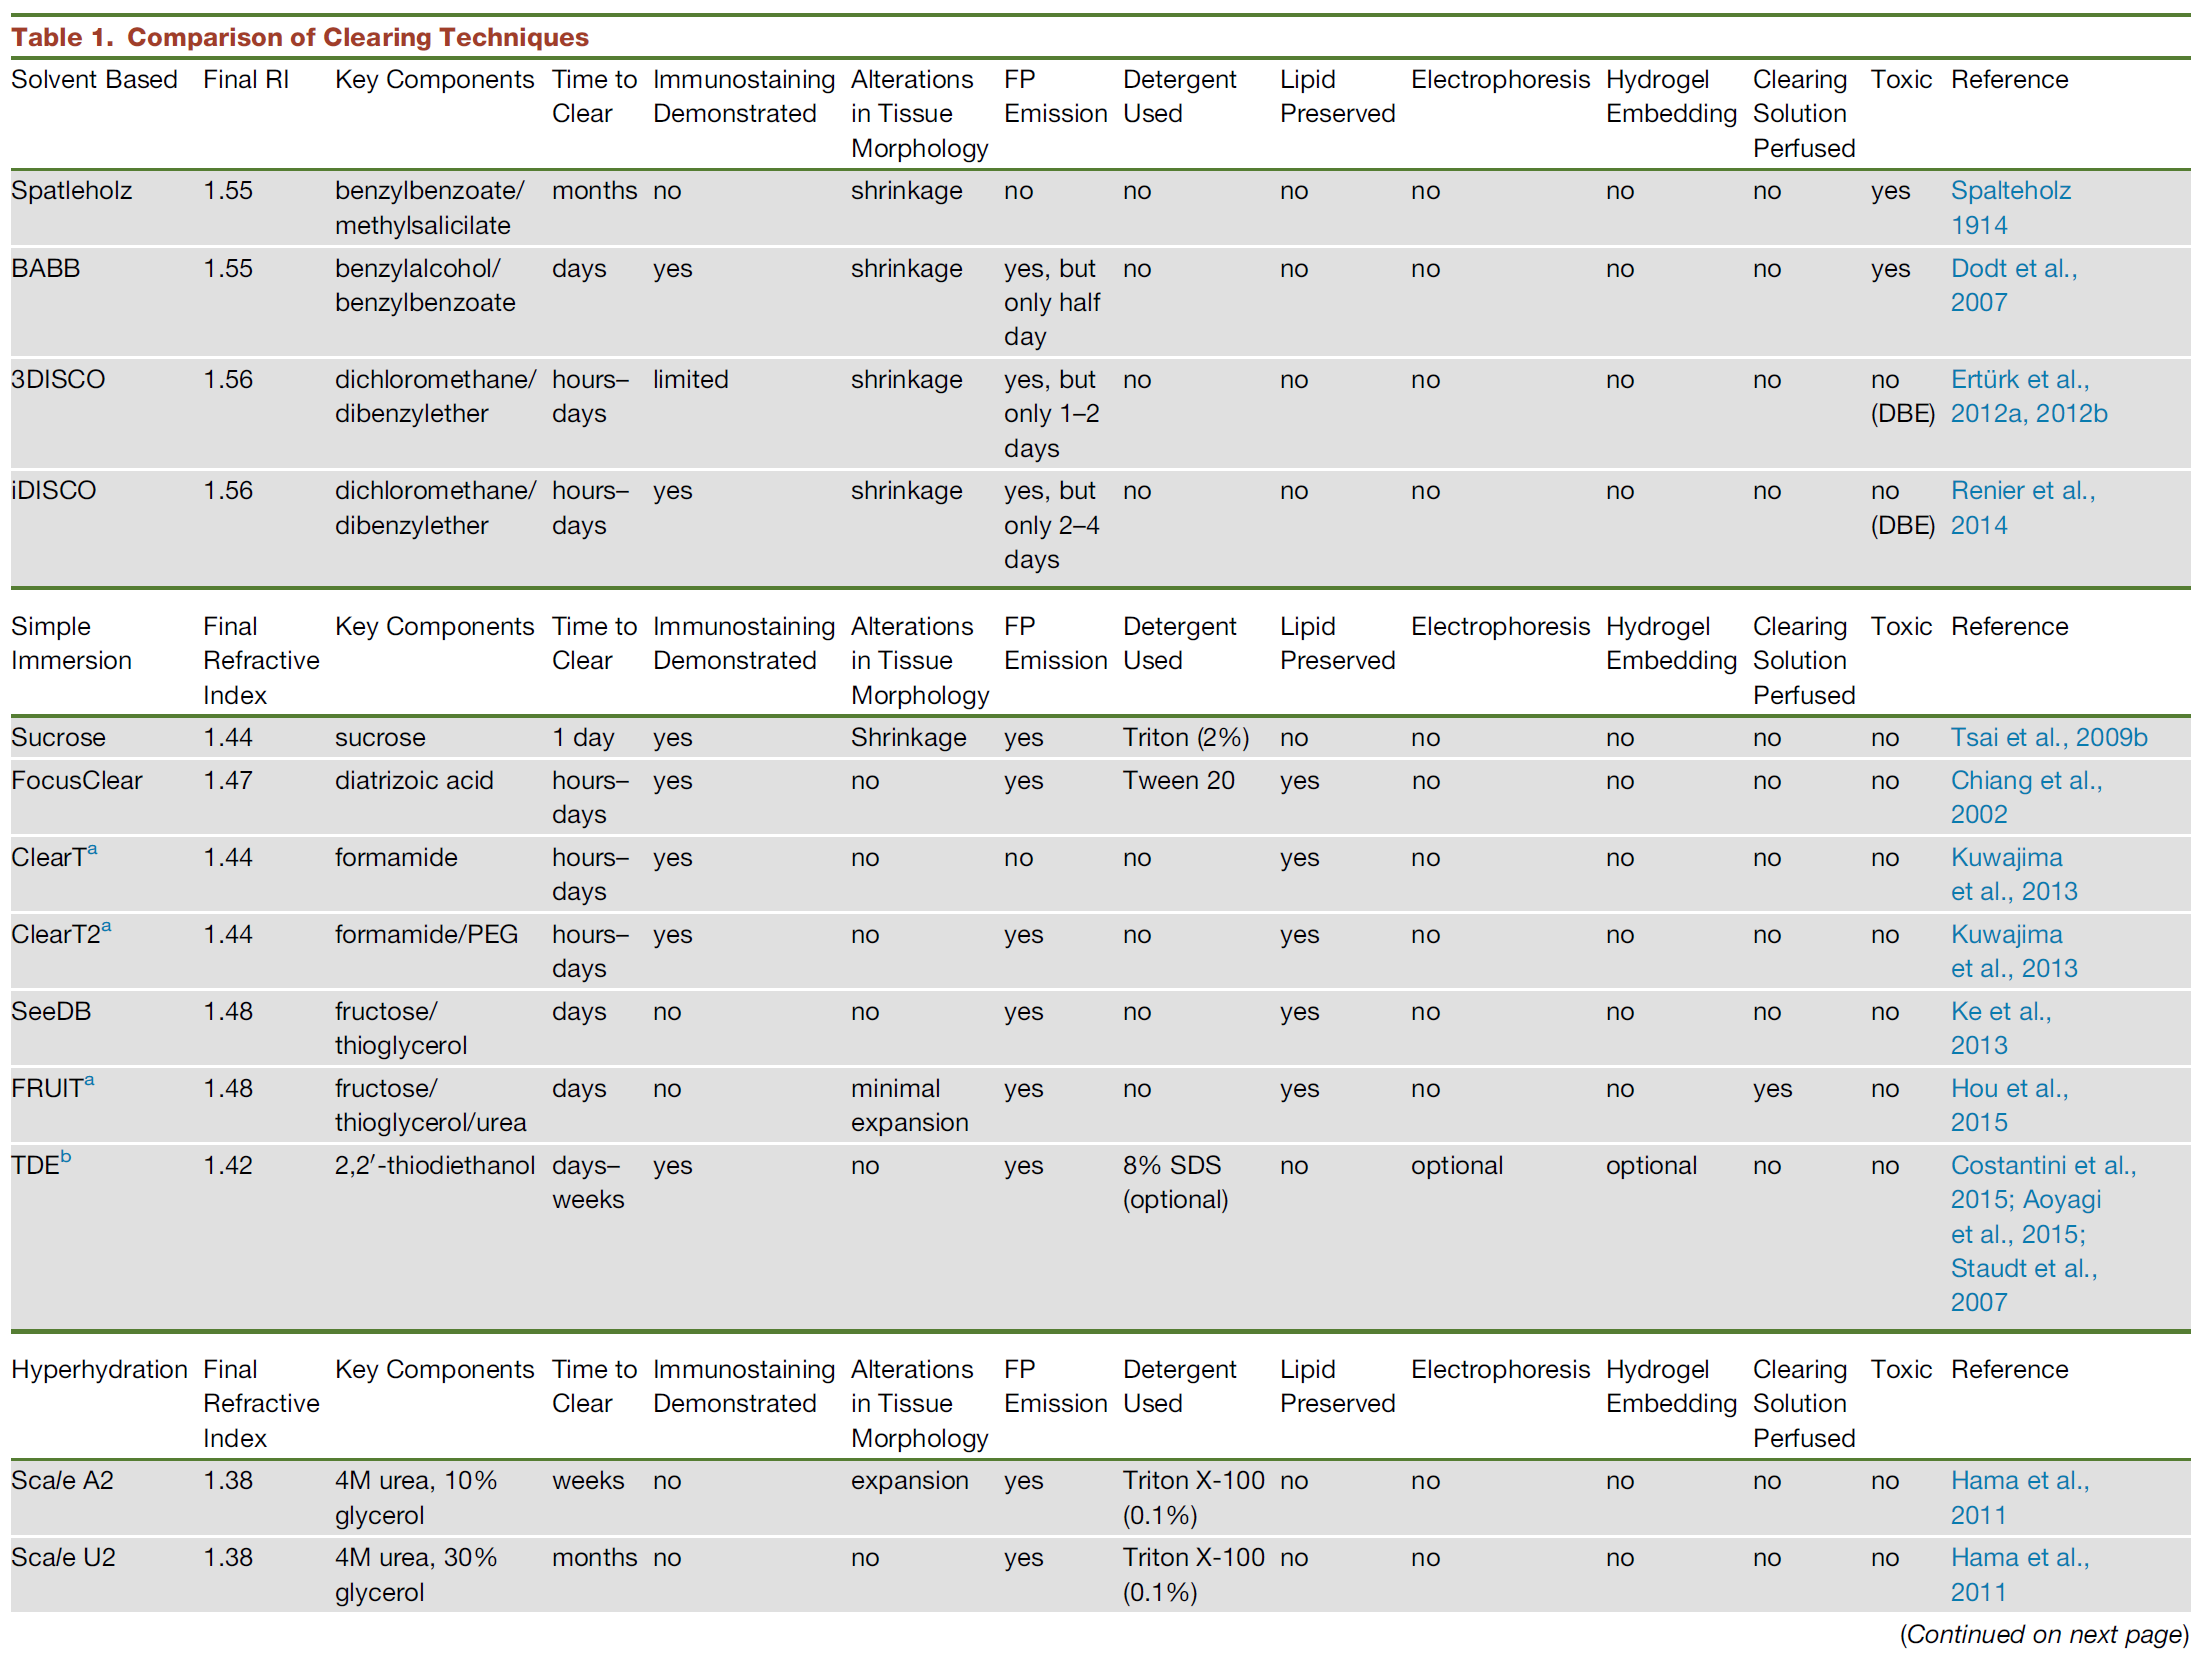 Table 1. Comparison of Clearing Techniques
Solvent Based Final RI Key Components Time to Clear Immunostaining Demonstrated Alterations in Tissue Morphology FP Emission Detergent Used Lipid Preserved Electrophoresis Hydrogel Embedding Clearing Solution Perfused Toxic Reference
Spatleholz 1.55 benzylbenzoate/methylsalicilate months no shrinkage no no no no no no yes Spalteholz 1914
BABB 1.55 benzylalcohol/benzylbenzoate days yes shrinkage yes, but only half day no no no no no yes Dodt et al., 2007
3DISCO 1.56 dichloromethane/dibenzylether hours–days limited shrinkage yes, but only 1–2 days no no no no no no (DBE) Ertürk et al., 2012a, 2012b
iDISCO 1.56 dichloromethane/dibenzylether hours–days yes shrinkage yes, but only 2–4 days no no no no no no (DBE) Renier et al., 2014
Simple Immersion Final Refractive Index Key Components Time to Clear Immunostaining Demonstrated Alterations in Tissue Morphology FP Emission Detergent Used Lipid Preserved Electrophoresis Hydrogel Embedding Clearing Solution Perfused Toxic Reference
Sucrose 1.44 sucrose 1 day yes Shrinkage yes Triton (2%) no no no no no Tsai et al., 2009b
FocusClear 1.47 diatrizoic acid hours–days yes no yes Tween 20 yes no no no no Chiang et al., 2002
ClearTa 1.44 formamide hours–days yes no no no yes no no no no Kuwajima et al., 2013
ClearT2a 1.44 formamide/PEG hours–days yes no yes no yes no no no no Kuwajima et al., 2013
SeeDB 1.48 fructose/thioglycerol days no no yes no yes no no no no Ke et al., 2013
FRUITa 1.48 fructose/thioglycerol/urea days no minimal expansion yes no yes no no yes no Hou et al., 2015
TDEb 1.42 2,2′-thiodiethanol days–weeks yes no yes 8% SDS (optional) no optional optional no no Costantini et al., 2015; Aoyagi et al., 2015; Staudt et al., 2007
Hyperhydration Final Refractive Index Key Components Time to Clear Immunostaining Demonstrated Alterations in Tissue Morphology FP Emission Detergent Used Lipid Preserved Electrophoresis Hydrogel Embedding Clearing Solution Perfused Toxic Reference
Scale A2 1.38 4M urea, 10% glycerol weeks no expansion yes Triton X-100 (0.1%) no no no no no Hama et al., 2011
Scale U2 1.38 4M urea, 30% glycerol months no no yes Triton X-100 (0.1%) no no no no no Hama et al., 2011
(Continued on next page)